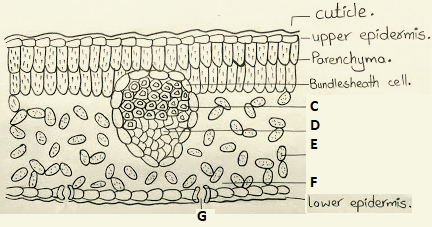 cuticle.
upper epidermis.
Parenchyma.
Bundlesheath cell.
C
D
E
F
lower epidermis.
G